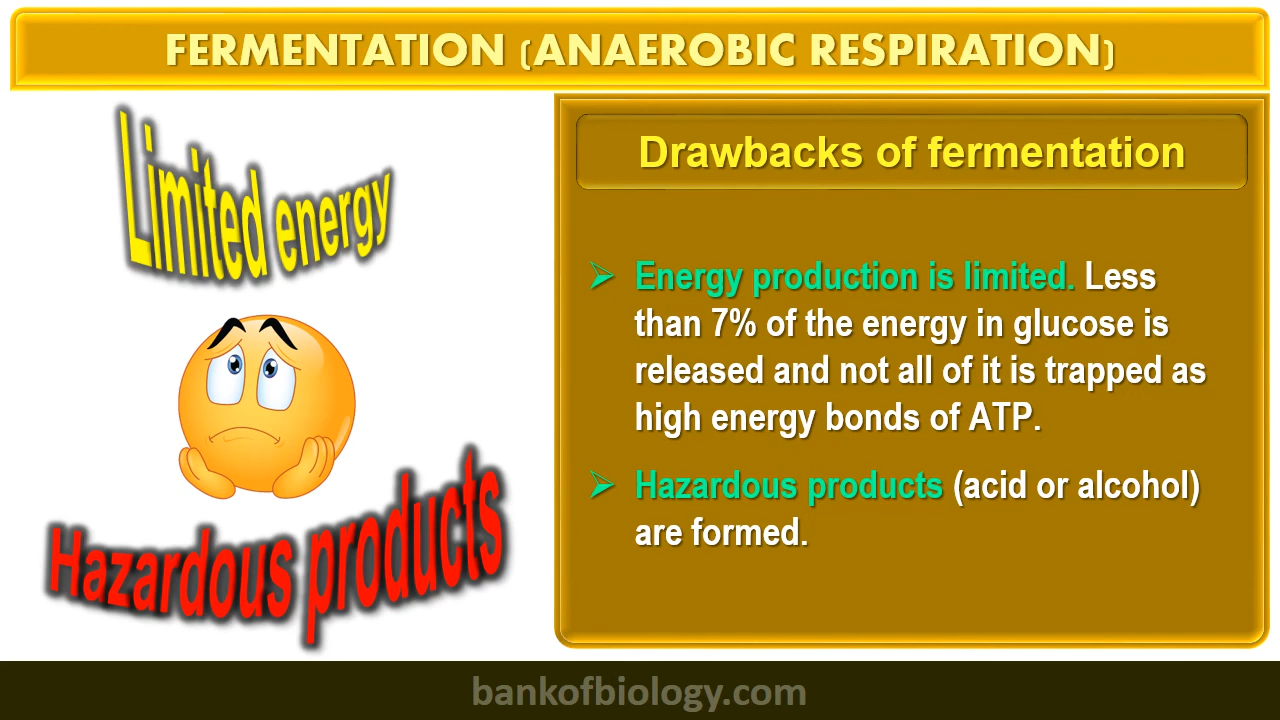 FERMENTATION (ANAEROBIC RESPIRATION)
Limited energy
Hazardous products
Drawbacks of fermentation
➢ Energy production is limited. Less
than 7% of the energy in glucose is
released and not all of it is trapped as
high energy bonds of ATP.
➢ Hazardous products (acid or alcohol)
are formed.
bankofbiology.com